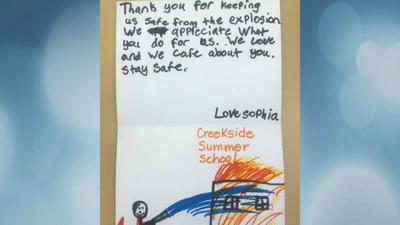 Thank you for keeping
us safe from the explosion
We appreciate What
you do for us. We Love
and we care about you.
stay safe.
Love sophia
Creekside
Summer
School